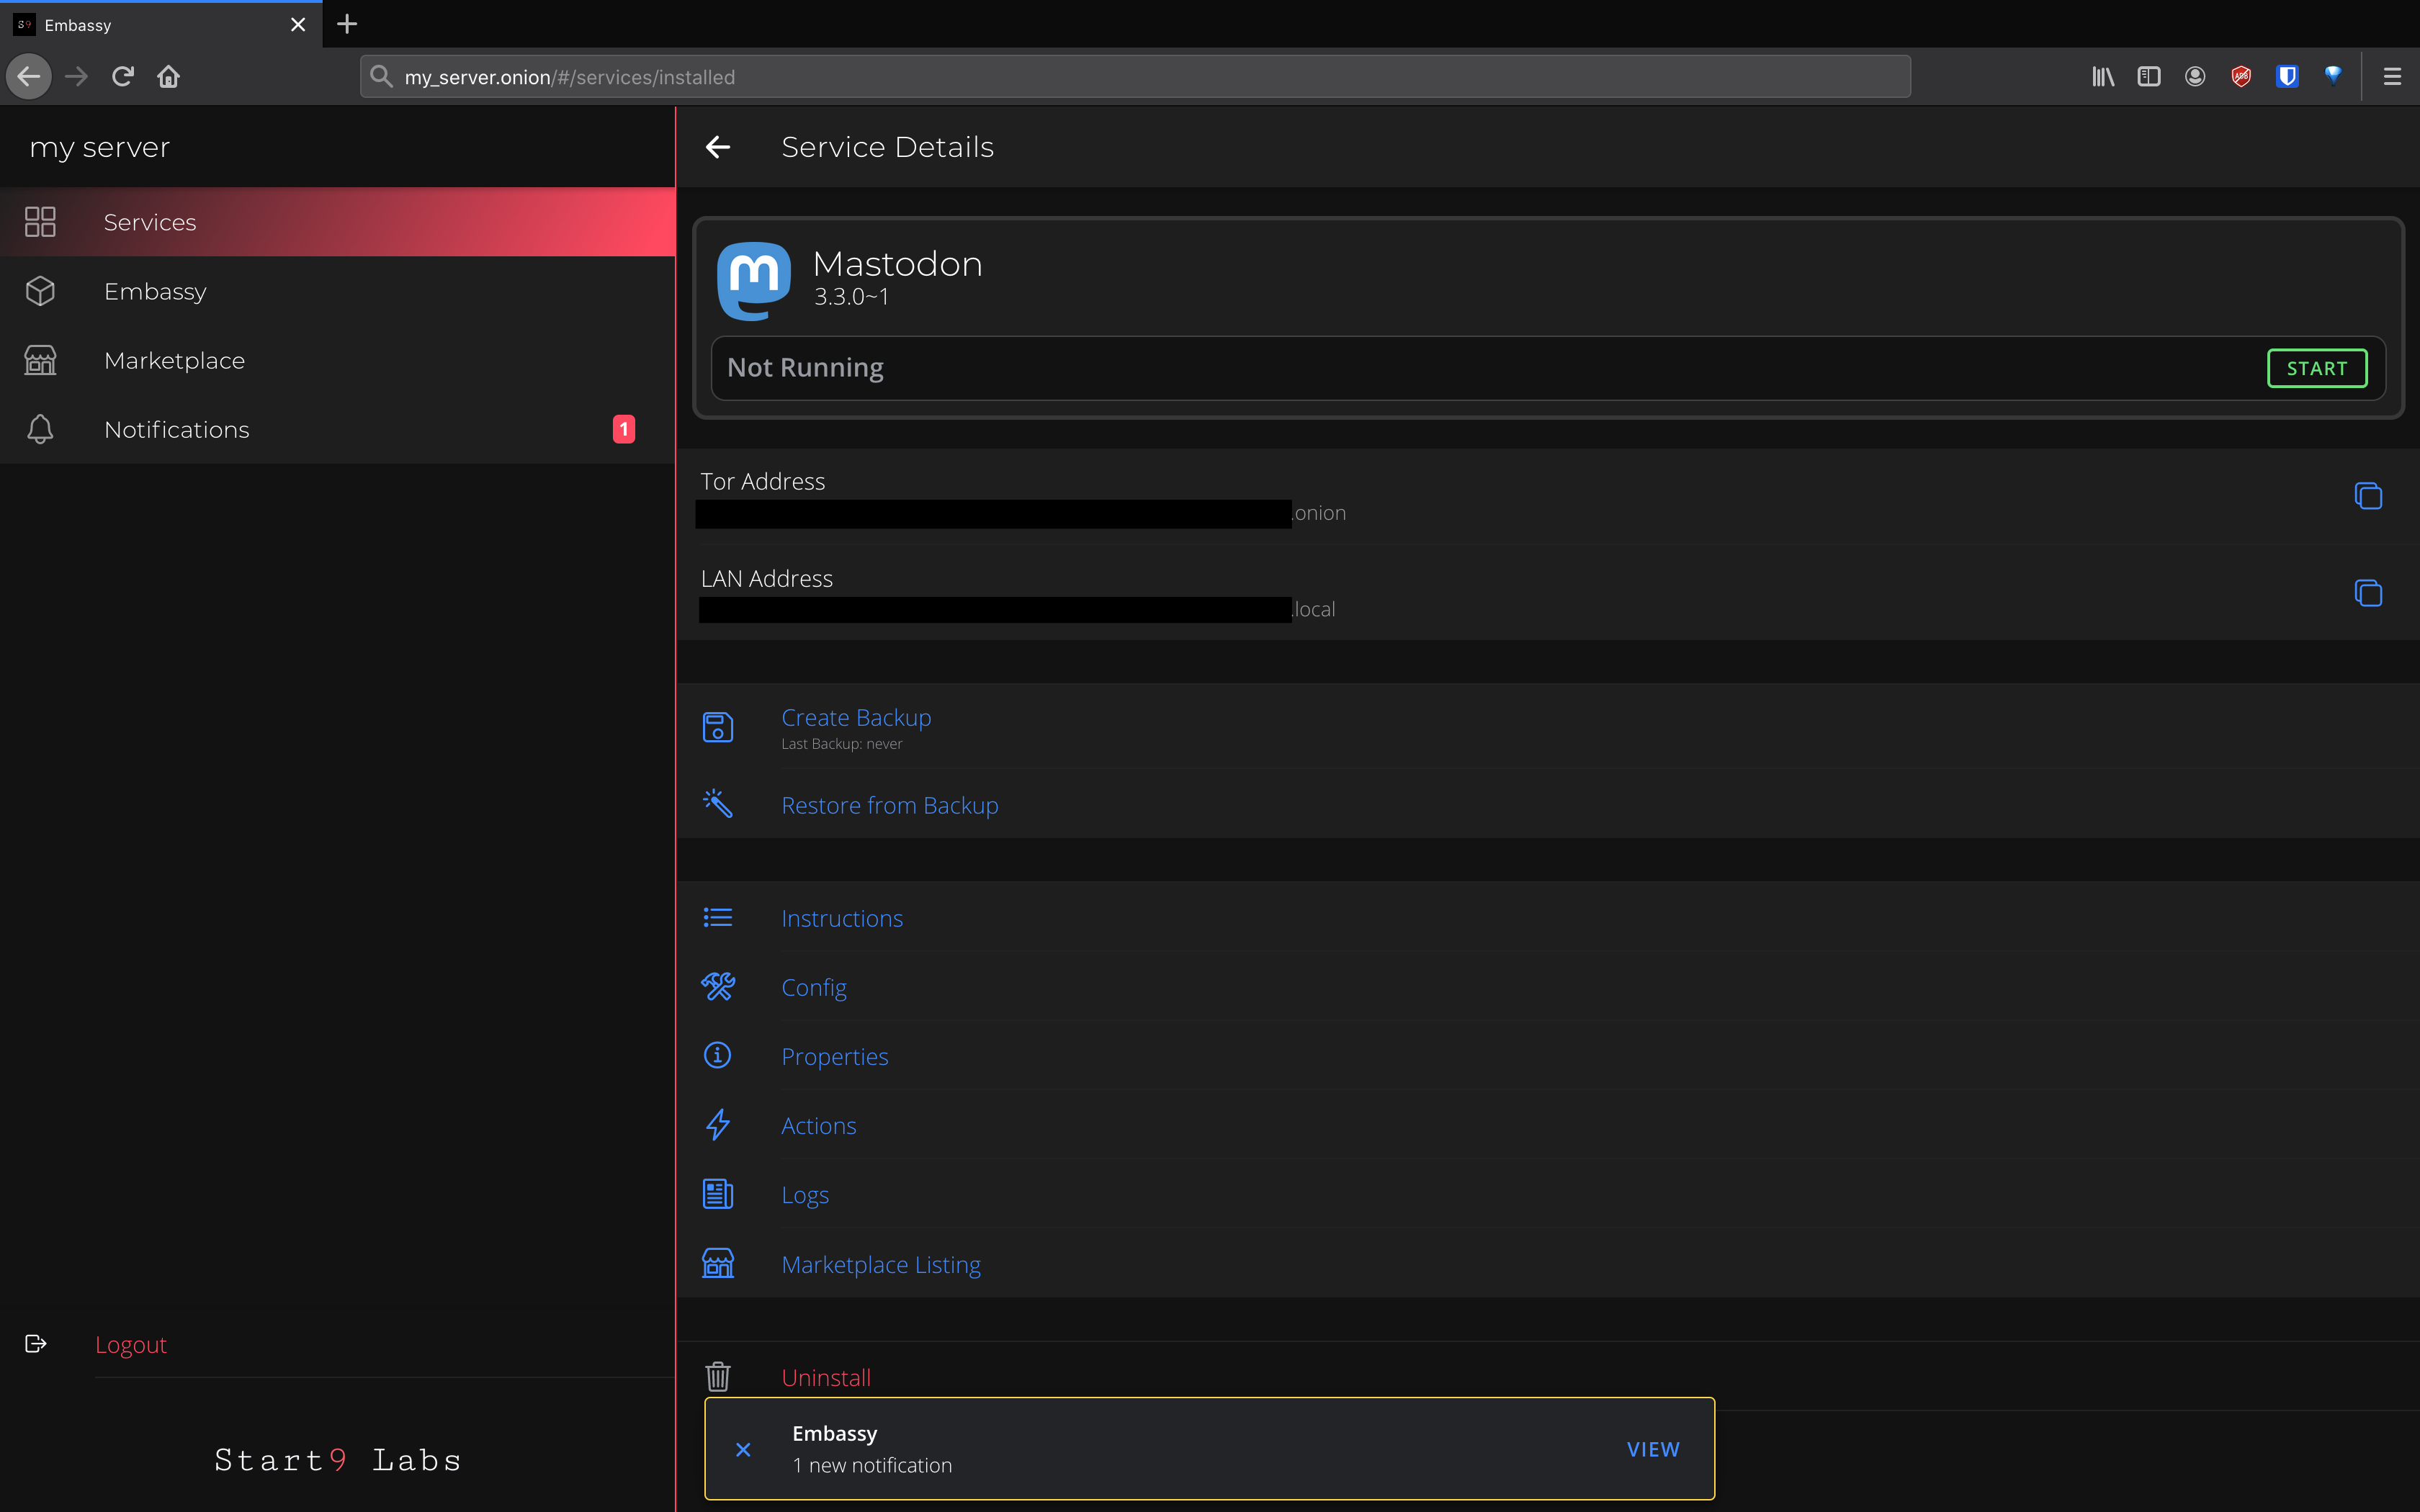 S9 Embassy
my_server.onion/#/services/installed
my server
Services
Embassy
Marketplace
Notifications 1
Logout
Start9 Labs
Service Details
Mastodon
3.3.0~1
Not Running START
Tor Address
.onion
LAN Address
.local
Create Backup
Last Backup: never
Restore from Backup
Instructions
Config
Properties
Actions
Logs
Marketplace Listing
Uninstall
Embassy
1 new notification
VIEW